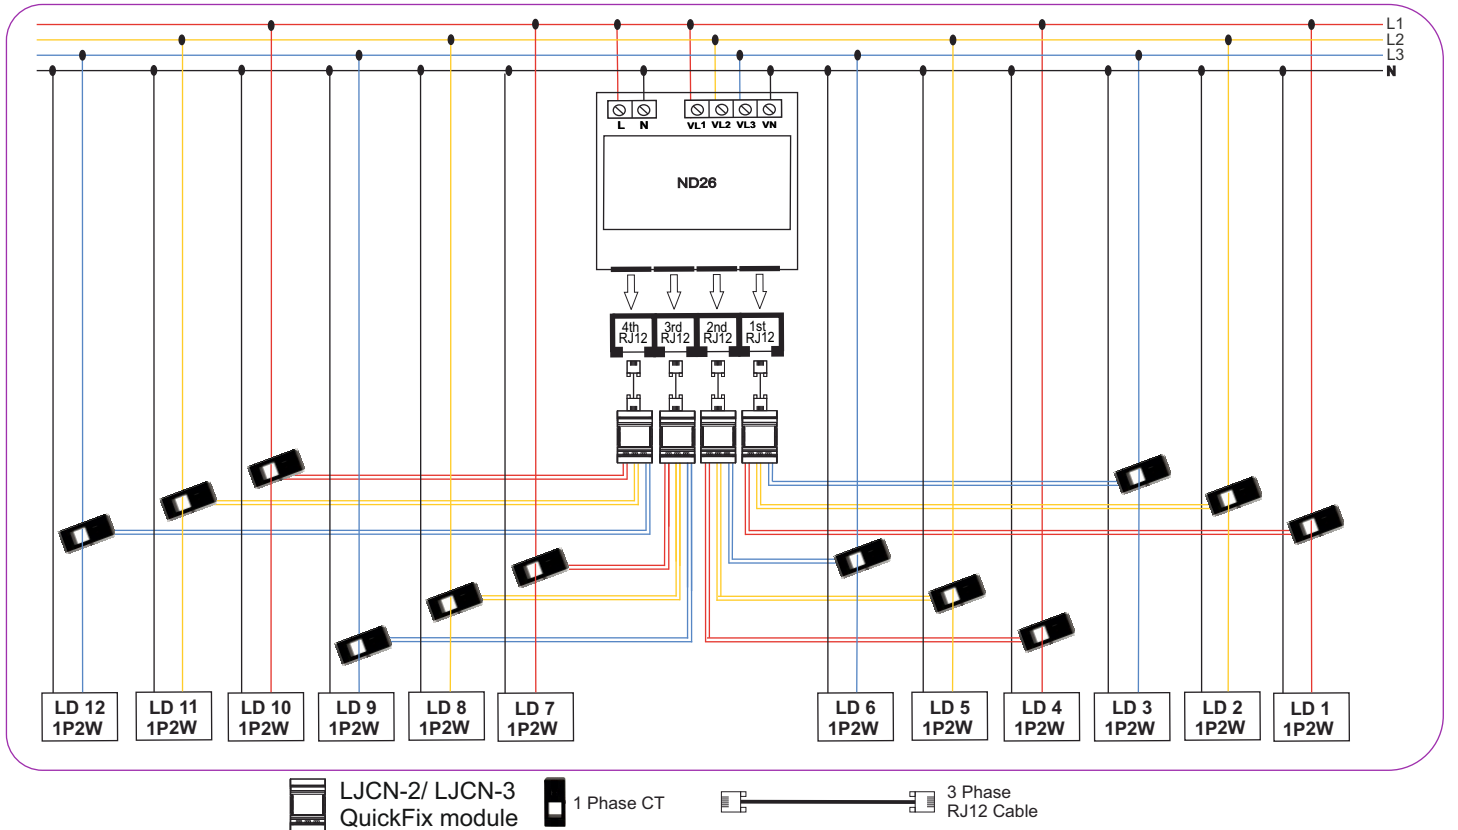 L1
L2
L3
N
L N VL1 VL2 VL3 VN
ND26
4th
RJ12
3rd
RJ12
2nd
RJ12
1st
RJ12
LD 12
1P2W
LD 11
1P2W
LD 10
1P2W
LD 9
1P2W
LD 8
1P2W
LD 7
1P2W
LD 6
1P2W
LD 5
1P2W
LD 4
1P2W
LD 3
1P2W
LD 2
1P2W
LD 1
1P2W
LJCN-2/ LJCN-3
QuickFix module
1 Phase CT
3 Phase
RJ12 Cable